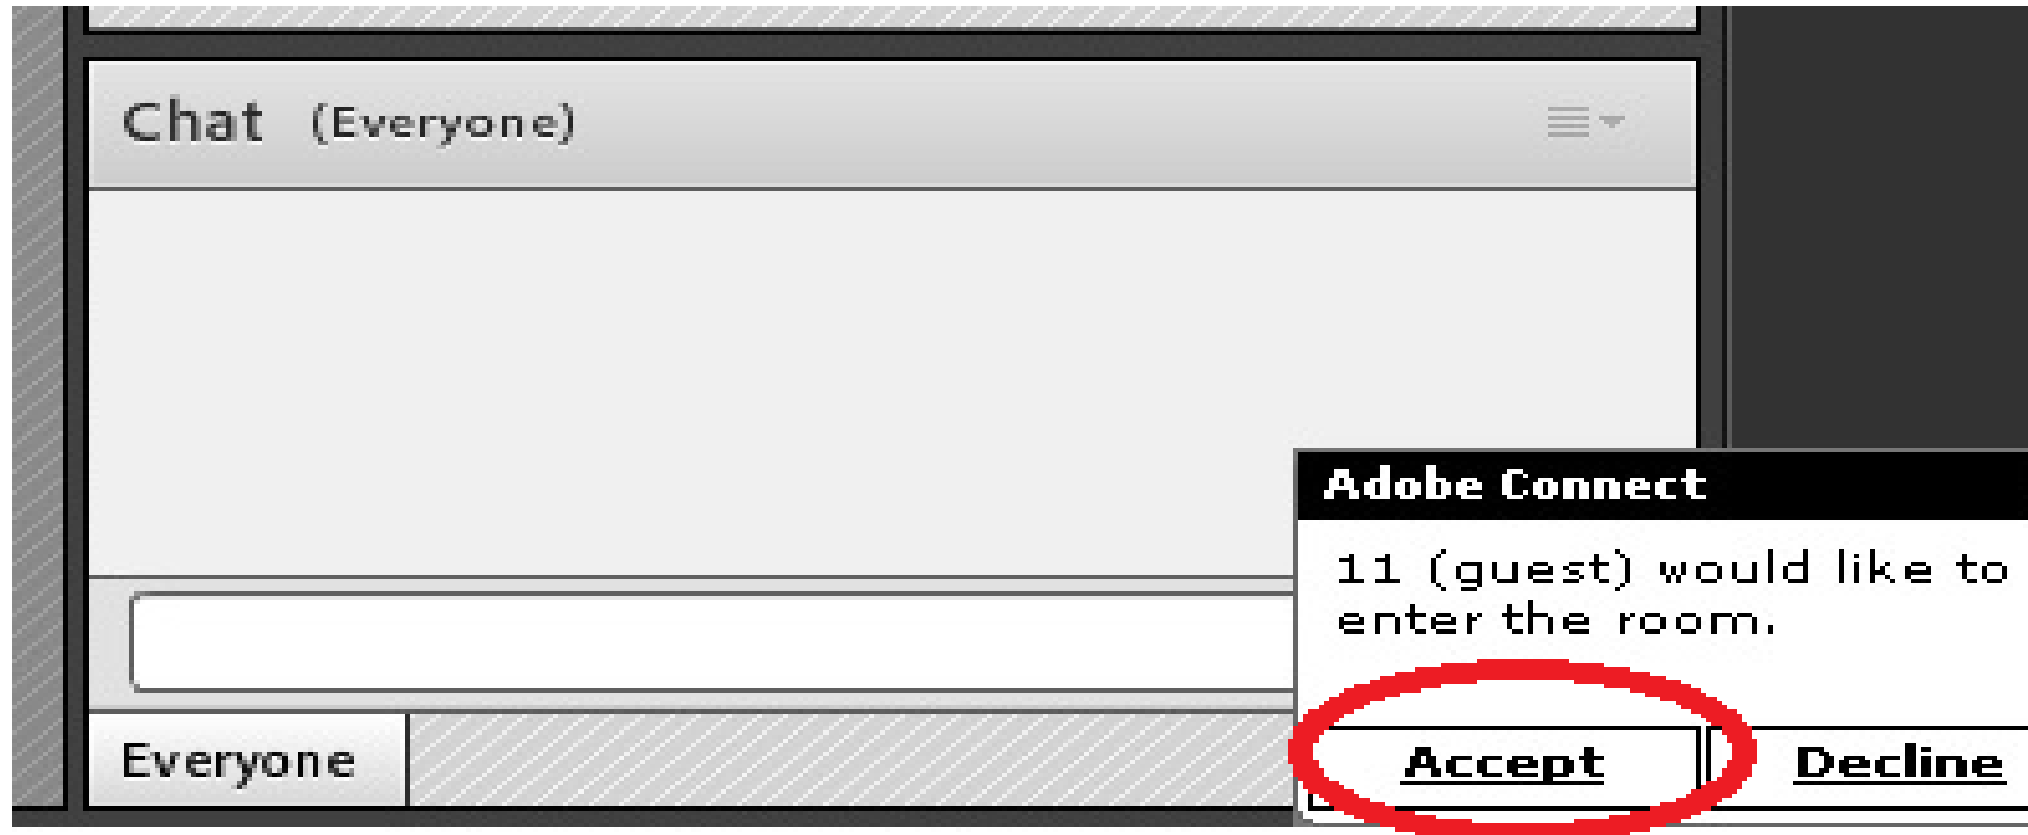 Chat (Everyone)
Adobe Connect
11 (guest) would like to
enter the room.
Accept Decline
Everyone